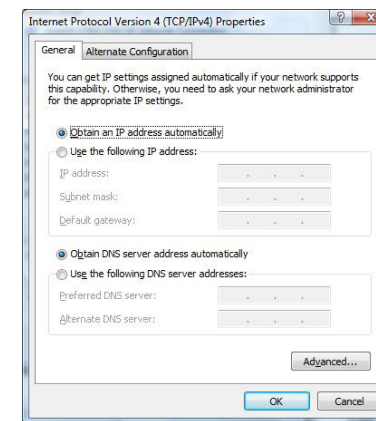 Internet Protocol Version 4 (TCP/IPv4) Properties
General
Alternate Configuration
You can get IP settings assigned automatically if your network supports
this capability. Otherwise, you need to ask your network administrator
for the appropriate IP settings.
Obtain an IP address automatically
Use the following IP address:
IP address:
Subnet mask:
Default gateway:
Obtain DNS server address automatically
Use the following DNS server addresses:
Preferred DNS server:
Alternate DNS server:
Advanced...
OK
Cancel